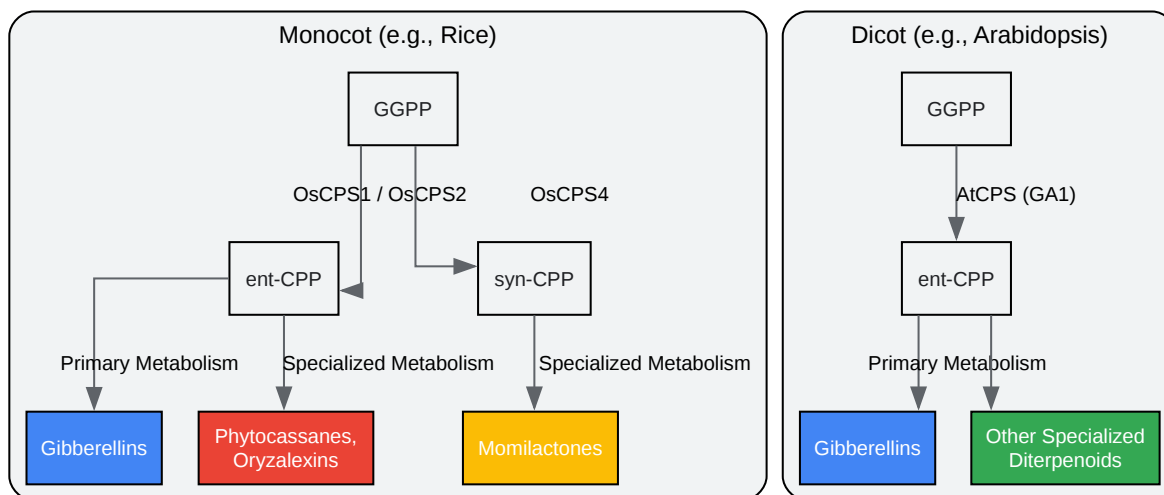 Monocot (e.g., Rice)
GGPP
OsCPS1 / OsCPS2
OsCPS4
ent-CPP
syn-CPP
Primary Metabolism
Specialized Metabolism
Specialized Metabolism
Gibberellins
Phytocassanes,
Oryzalexins
Momilactones
Dicot (e.g., Arabidopsis)
GGPP
AtCPS (GA1)
ent-CPP
Primary Metabolism
Gibberellins
Other Specialized
Diterpenoids